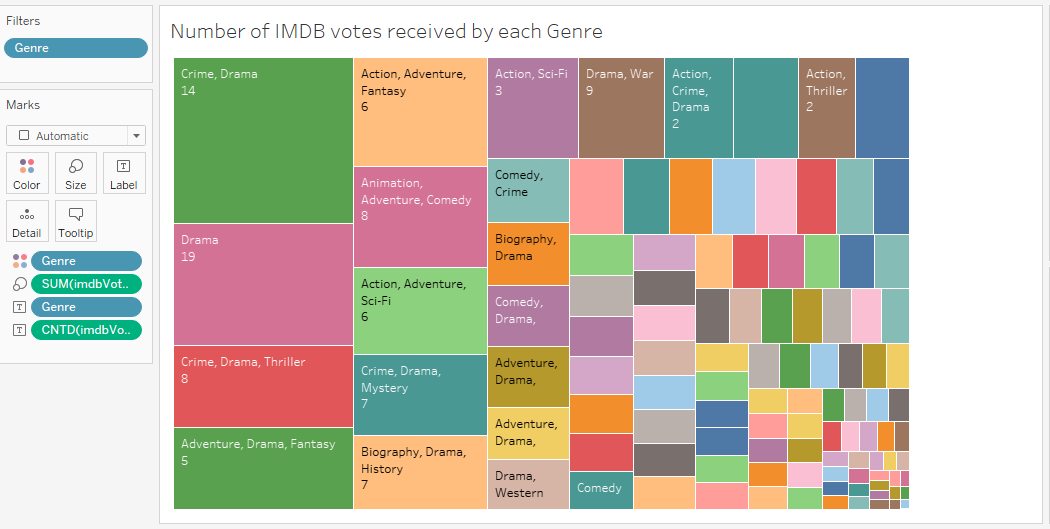 Filters
Genre
Marks
Automatic
Color
Size
Label
Detail
Tooltip
Genre
SUM(imdbVot..
Genre
CNTD(imdbVo..
Number of IMDB votes received by each Genre
Crime, Drama
14
Drama
19
Crime, Drama, Thriller
8
Adventure, Drama, Fantasy
5
Action, Adventure,
Fantasy
6
Animation,
Adventure, Comedy
8
Action, Adventure,
Sci-Fi
6
Crime, Drama,
Mystery
7
Biography, Drama,
History
7
Action, Sci-Fi
3
Drama, War
9
Action,
Crime,
Drama
2
Action,
Thriller
2
Comedy,
Crime
Biography,
Drama
Comedy,
Drama,
Adventure,
Drama,
Adventure,
Drama,
Drama,
Western
Comedy